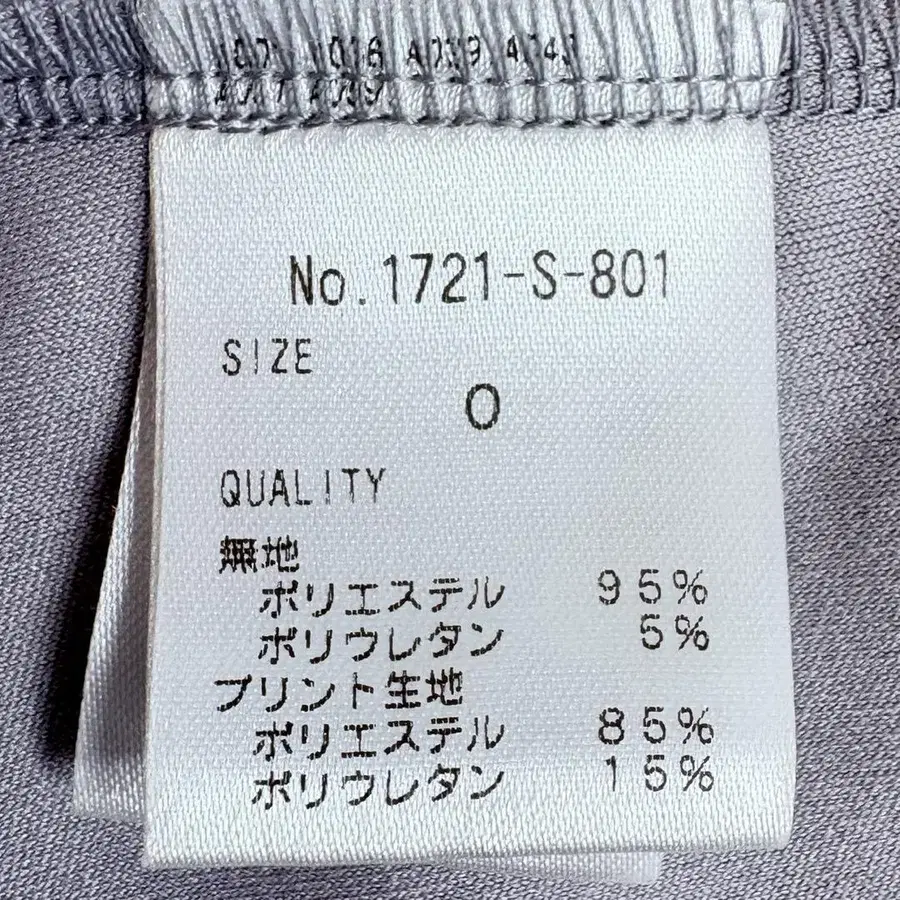 No.1721-S-801
SIZE
0
QUALITY
無地
ポリエステル 95%
ポリウレタン 5%
プリント生地
ポリエステル 85%
ポリウレタン 15%